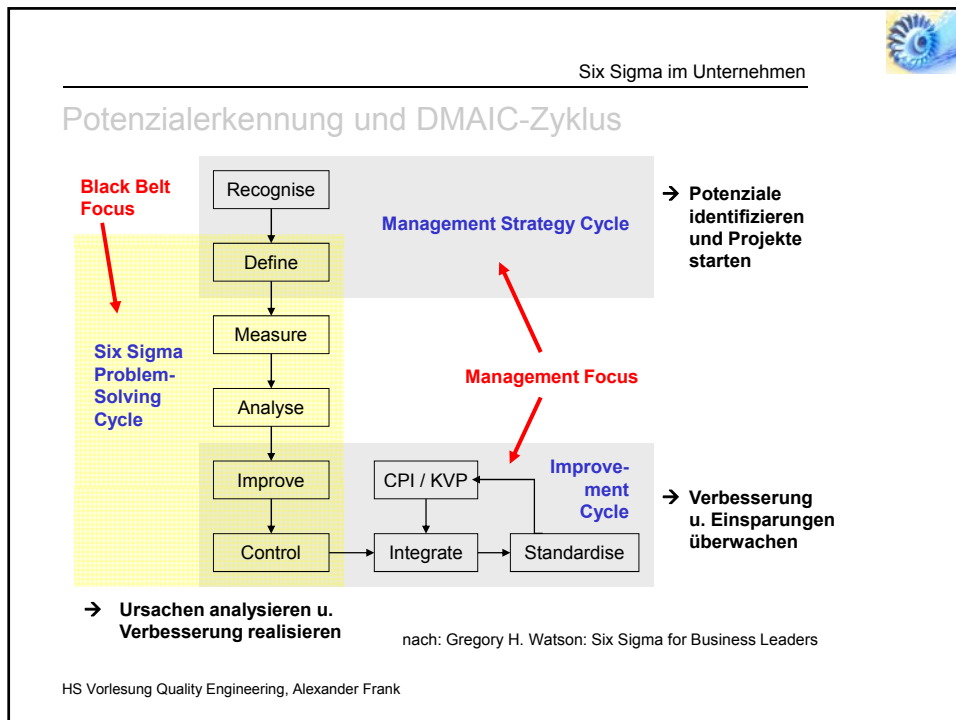 Six Sigma im Unternehmen
Potenzialerkennung und DMAIC-Zyklus
Black Belt
Focus
Recognise
Management Strategy Cycle
→ Potenziale
identifizieren
und Projekte
starten
Define
Measure
Six Sigma
Problem-
Solving
Cycle
Management Focus
Analyse
Improve
CPI / KVP
Improve-
ment
Cycle
→ Verbesserung
u. Einsparungen
überwachen
Control
Integrate
Standardise
→ Ursachen analysieren u.
Verbesserung realisieren
nach: Gregory H. Watson: Six Sigma for Business Leaders
HS Vorlesung Quality Engineering, Alexander Frank